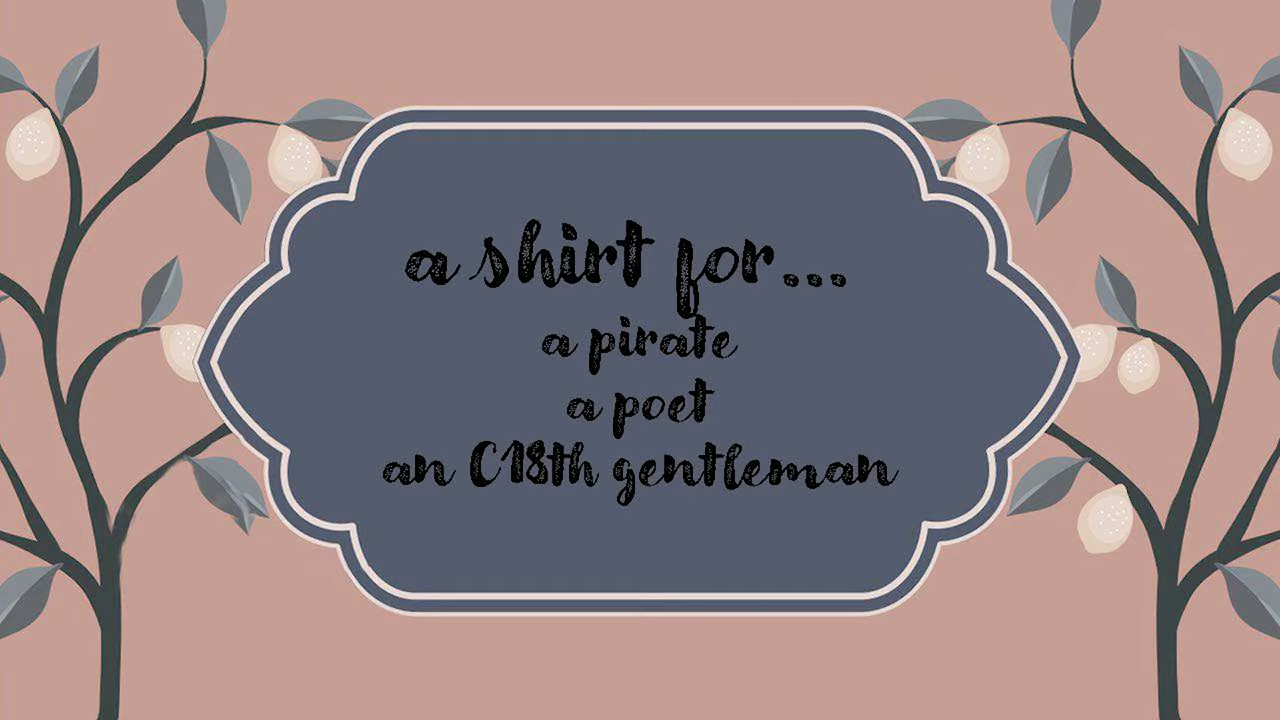 a shirt for...
a pirate
a poet
an C18th gentleman